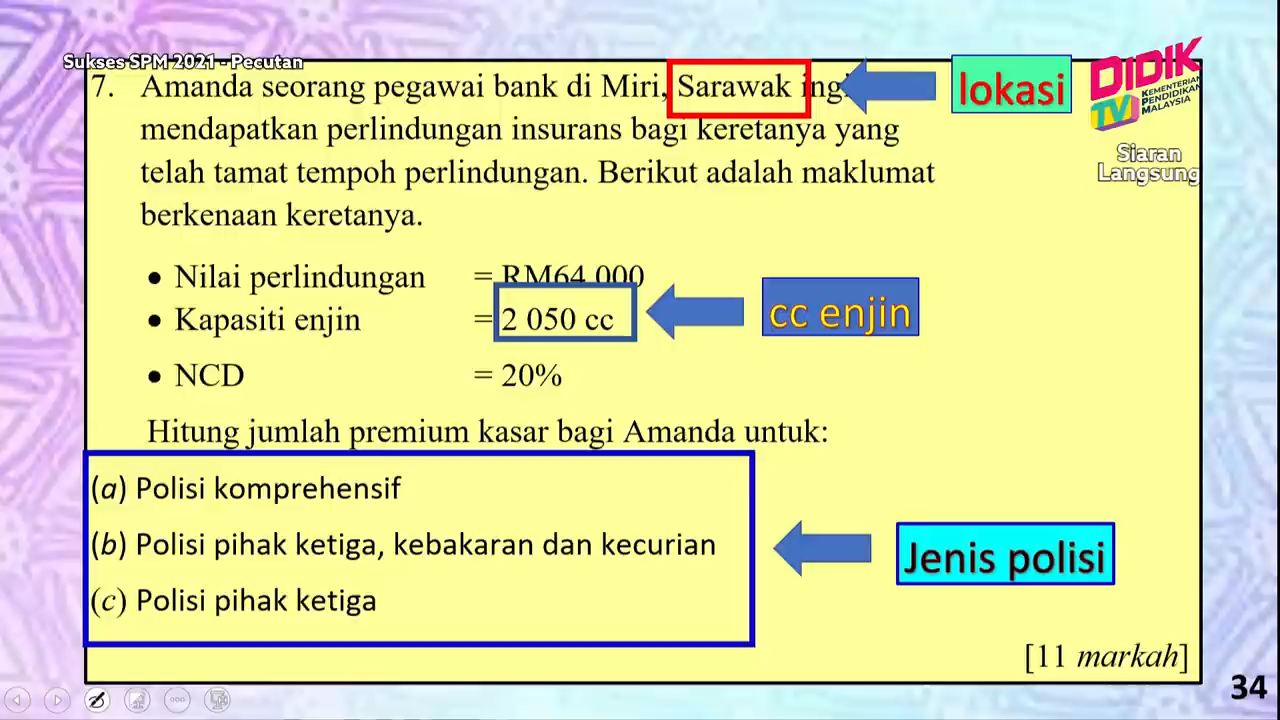 Sukses SPM 2021 - Pecutan
7. Amanda seorang pegawai bank di Miri, Sarawak ingi
mendapatkan perlindungan insurans bagi keretanya yang
telah tamat tempoh perlindungan. Berikut adalah maklumat
berkenaan keretanya.
• Nilai perlindungan = RM64 000
• Kapasiti enjin = 2 050 cc
• NCD = 20%
Hitung jumlah premium kasar bagi Amanda untuk:
(a) Polisi komprehensif
(b) Polisi pihak ketiga, kebakaran dan kecurian
(c) Polisi pihak ketiga
[11 markah]
lokasi
cc enjin
Jenis polisi
DIDIK
TV
KEMENTERIAN
PENDIDIKAN
MALAYSIA
Siaran
Langsung
34